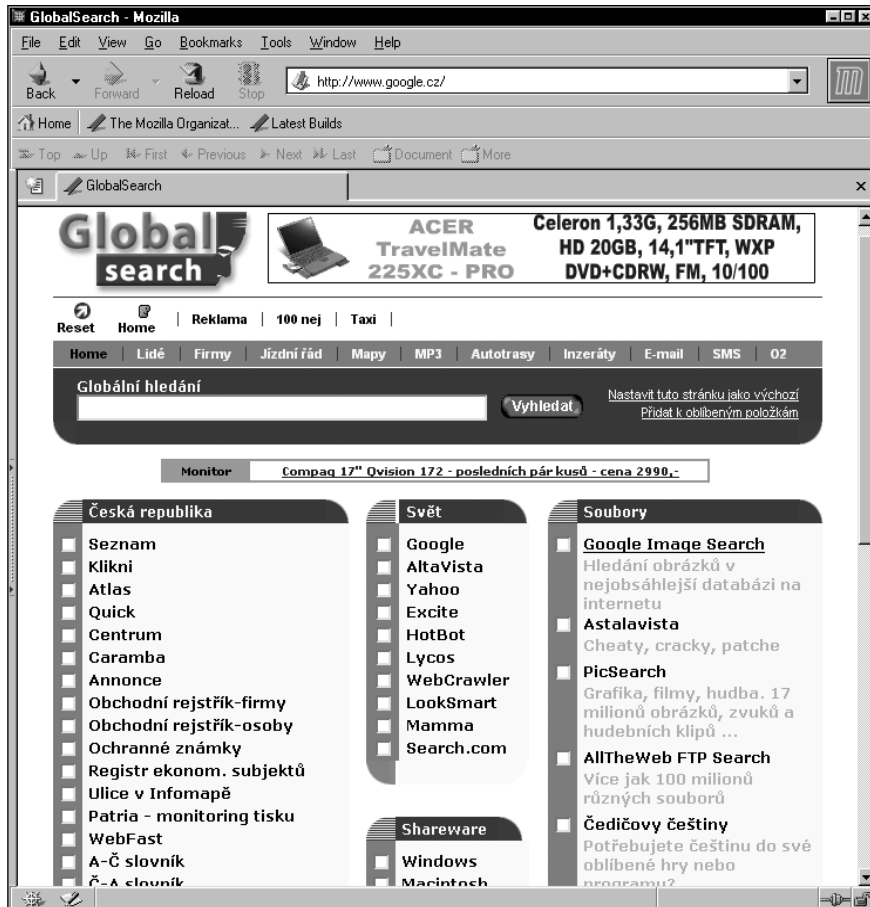 GlobalSearch - Mozilla
File Edit View Go Bookmarks Tools Window Help
Back Forward Reload Stop http://www.google.cz/
Home The Mozilla Organizat... Latest Builds
Top Up First Previous Next Last Document More
GlobalSearch
Global search
ACER TravelMate 225XC - PRO
Celeron 1,33G, 256MB SDRAM,
HD 20GB, 14,1"TFT, WXP
DVD+CDRW, FM, 10/100
Reset Home | Reklama | 100 nej | Taxi |
Home | Lidé | Firmy | Jízdní řád | Mapy | MP3 | Autotrasy | Inzeráty | E-mail | SMS | O2
Globální hledání
Vyhledat
Nastavit tuto stránku jako výchozí
Přidat k oblíbeným položkám
Monitor Compaq 17" Qvision 172 - posledních pár kusů - cena 2990,-
Česká republika
Seznam
Klikni
Atlas
Quick
Centrum
Caramba
Annonce
Obchodní rejstřík-firmy
Obchodní rejstřík-osoby
Ochranné známky
Registr ekonom. subjektů
Ulice v Infomapě
Patria - monitoring tisku
WebFast
A-Č slovník
Č-A slovník
Svět
Google
AltaVista
Yahoo
Excite
HotBot
Lycos
WebCrawler
LookSmart
Mamma
Search.com
Shareware
Windows
Macintosh
Soubory
Google Image Search
Hledání obrázků v
nejobsáhlejší databázi na
internetu
Astalavista
Cheaty, cracky, patche
PicSearch
Grafika, filmy, hudba. 17
milionů obrázků, zvuků a
hudebních klipů ...
AllTheWeb FTP Search
Více jak 100 milionů
různých souborů
Čedičovy češtiny
Potřebujete češtinu do své
oblíbené hry nebo
programu?